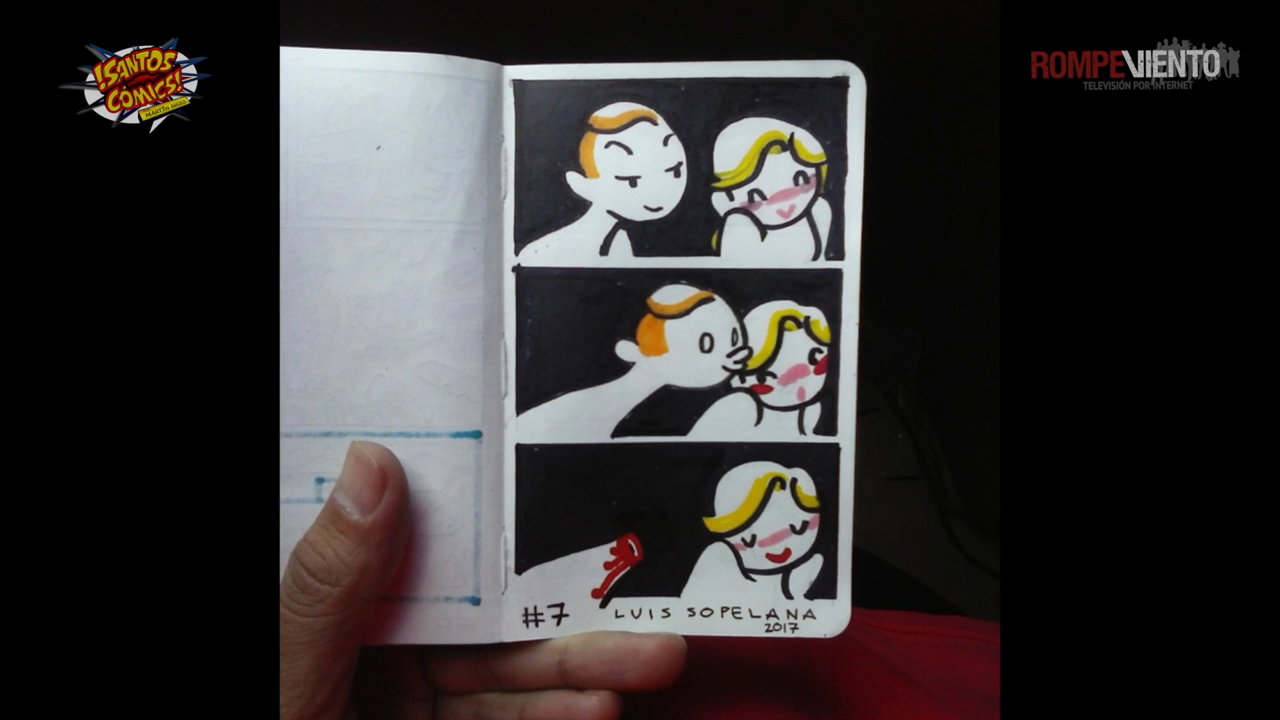 ¡SANTOS
CÓMICS!
ROMPEVIENTO
TELEVISIÓN POR INTERNET
#7 LUIS SOPELANA
2017